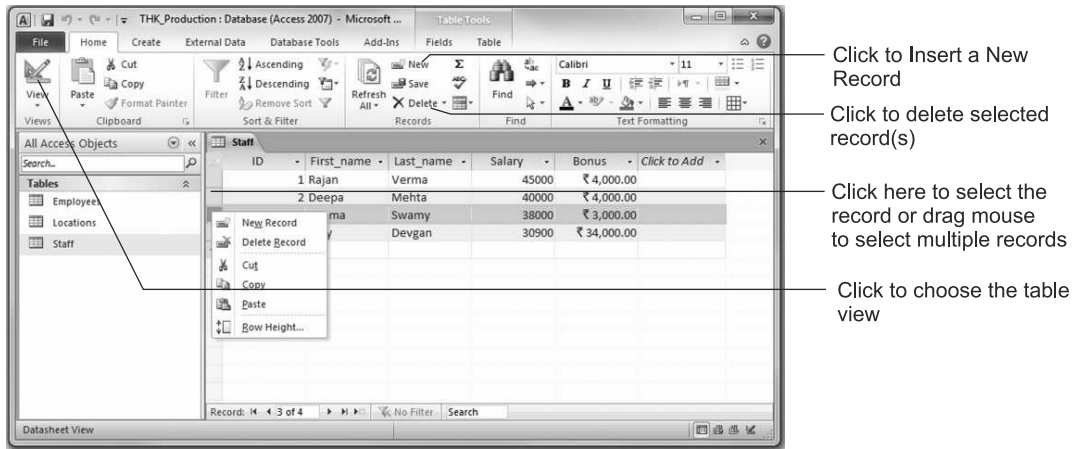 THK_Production : Database (Access 2007) - Microsoft ...
Table Tools
File Home Create External Data Database Tools Add-Ins Fields Table
View
Views
Paste
Cut
Copy
Format Painter
Clipboard
Filter
Ascending
Descending
Remove Sort
Sort & Filter
Refresh All
New
Save
Delete
Records
Find
Find
Calibri 11
B I U
Text Formatting
All Access Objects
Search...
Tables
Employees
Locations
Staff
Staff
ID First_name Last_name Salary Bonus Click to Add
1 Rajan Verma 45000 ₹ 4,000.00
2 Deepa Mehta 40000 ₹ 4,000.00
ma Swamy 38000 ₹ 3,000.00
y Devgan 30900 ₹ 34,000.00
New Record
Delete Record
Cut
Copy
Paste
Row Height...
Record: 3 of 4 No Filter Search
Datasheet View
Click to Insert a New
Record
Click to delete selected
record(s)
Click here to select the
record or drag mouse
to select multiple records
Click to choose the table
view